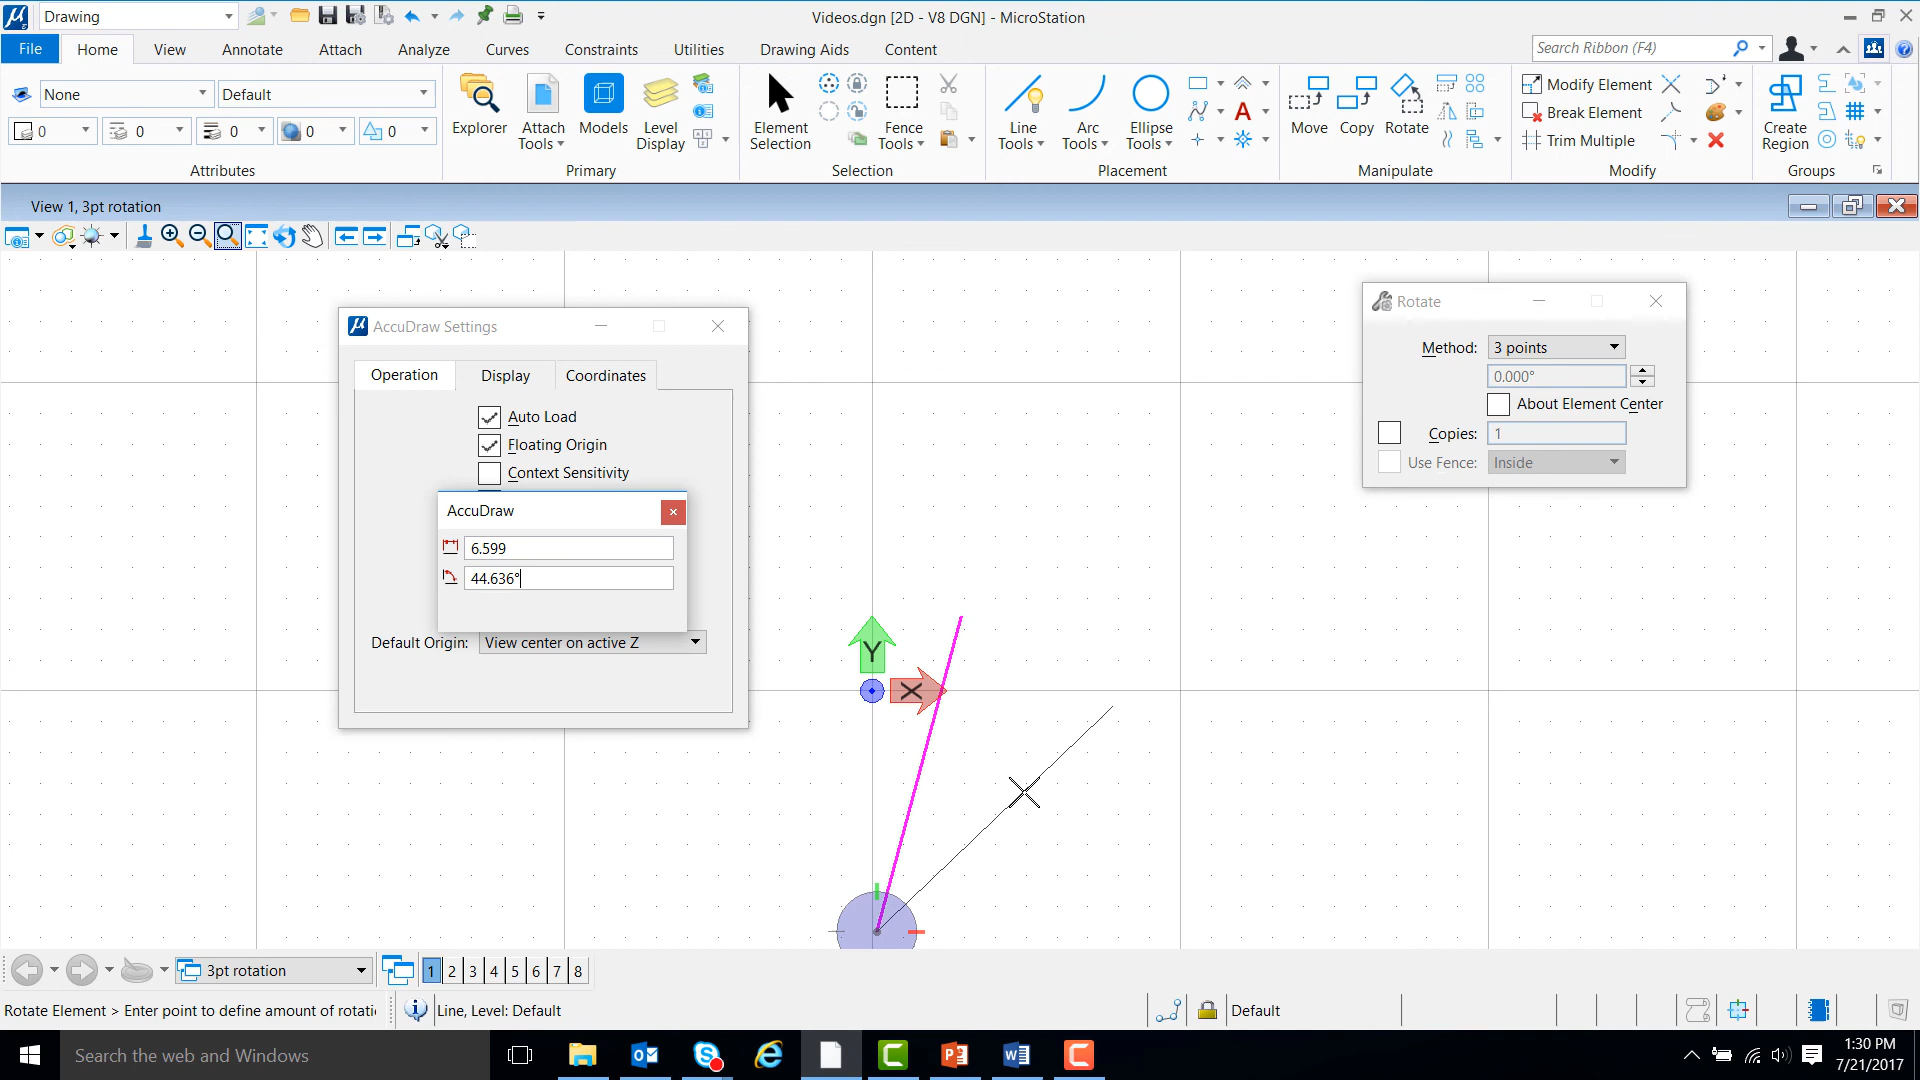 Drawing
Videos.dgn [2D - V8 DGN] - MicroStation
File Home View Annotate Attach Analyze Curves Constraints Utilities Drawing Aids Content
Search Ribbon (F4)
None Default
0 0 0 0 0
Explorer
Attach
Tools
Models
Level
Display
Element
Selection
Fence
Tools
Line
Tools
Arc
Tools
Ellipse
Tools
A
Move
Copy
Rotate
Modify Element
Break Element
Trim Multiple
Create
Region
Attributes Primary Selection Placement Manipulate Modify Groups
View 1, 3pt rotation
AccuDraw Settings
Operation Display Coordinates
Auto Load
Floating Origin
Context Sensitivity
AccuDraw
6.599
44.636°
Default Origin: View center on active Z
Rotate
Method: 3 points
0.000°
About Element Center
Copies: 1
Use Fence: Inside
Y
X
3pt rotation 1 2 3 4 5 6 7 8
Rotate Element > Enter point to define amount of rotati
Line, Level: Default
Default
Search the web and Windows
1:30 PM
7/21/2017